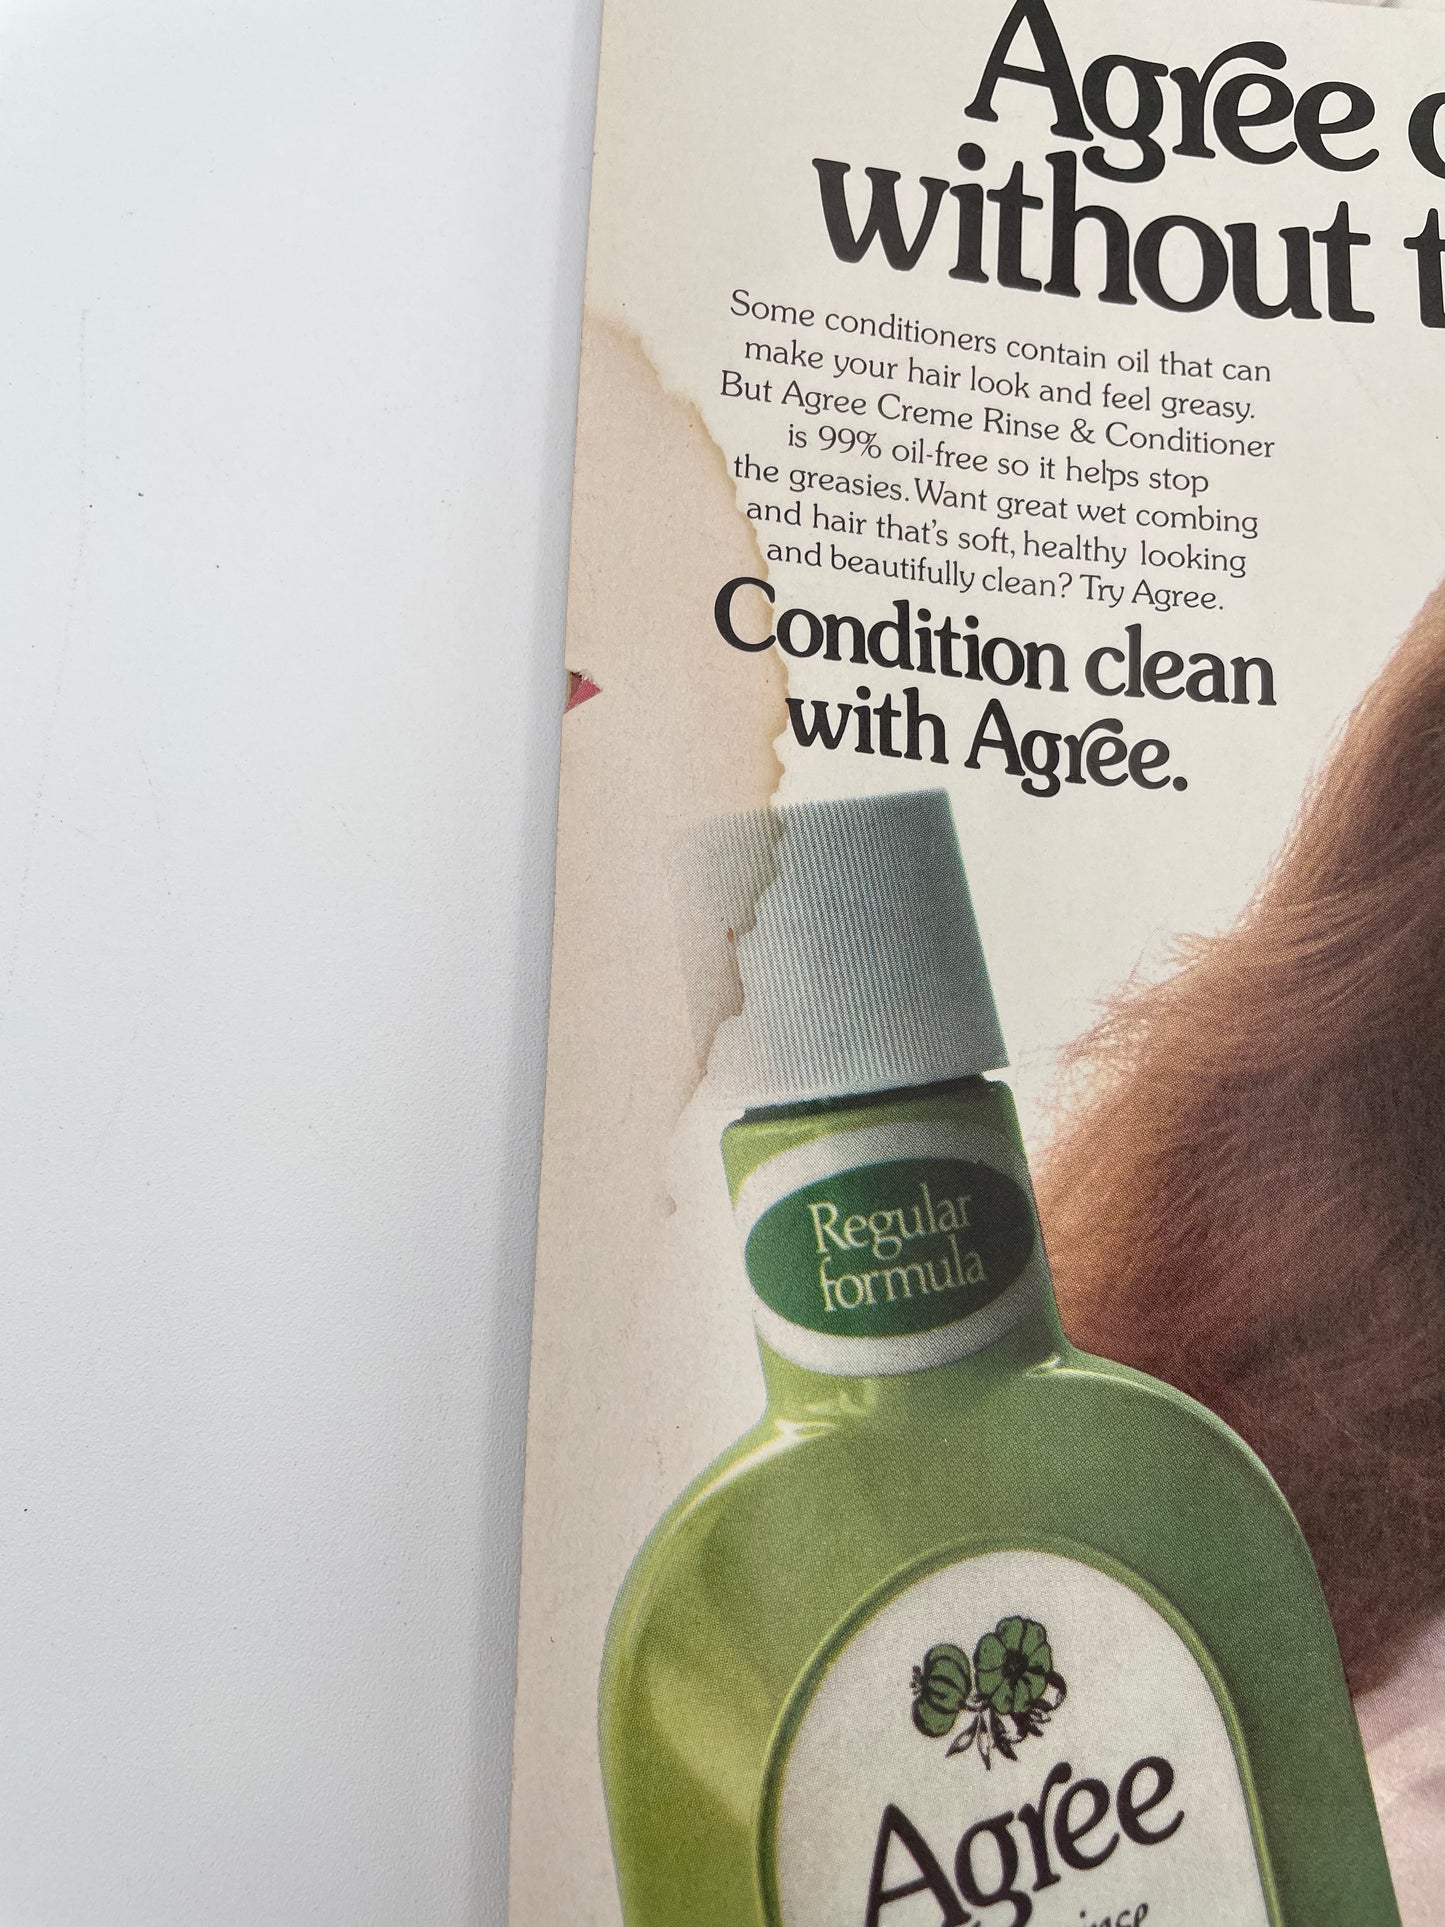 Agree
without
Some conditioners contain oil that can
make your hair look and feel greasy.
But Agree Creme Rinse & Conditioner
is 99% oil-free so it helps stop
the greasies. Want great wet combing
and hair that's soft, healthy looking
and beautifully clean? Try Agree.
Condition clean
with Agree.
Regular
formula
Agree